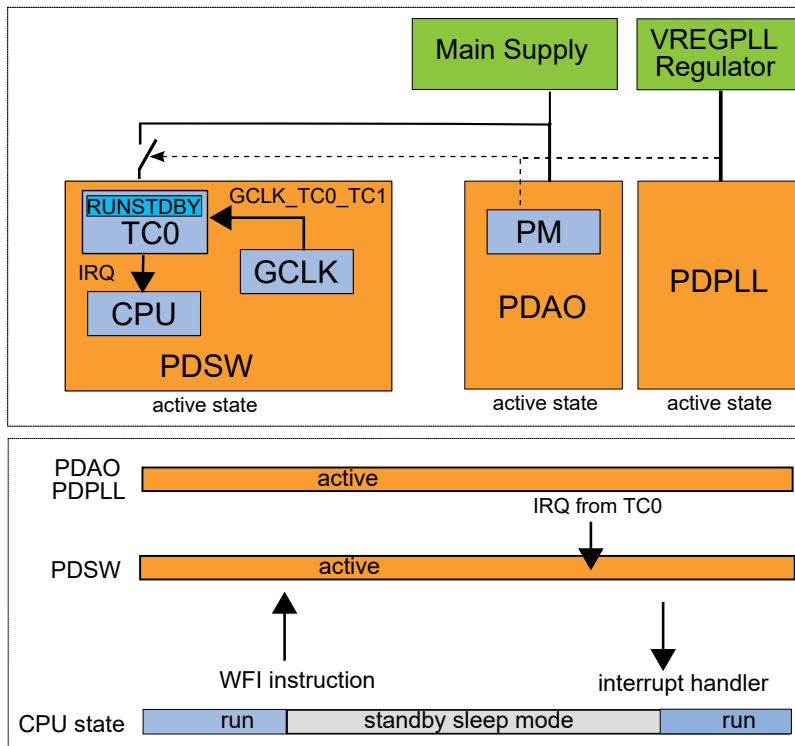 Main Supply
VREGPLL
Regulator
RUNSTDBY
TC0
GCLK_TC0_TC1
IRQ
GCLK
CPU
PDSW
active state
PM
PDAO
active state
PDPLL
active state
PDAO
PDPLL
active
IRQ from TC0
PDSW
active
WFI instruction
interrupt handler
CPU state
run
standby sleep mode
run